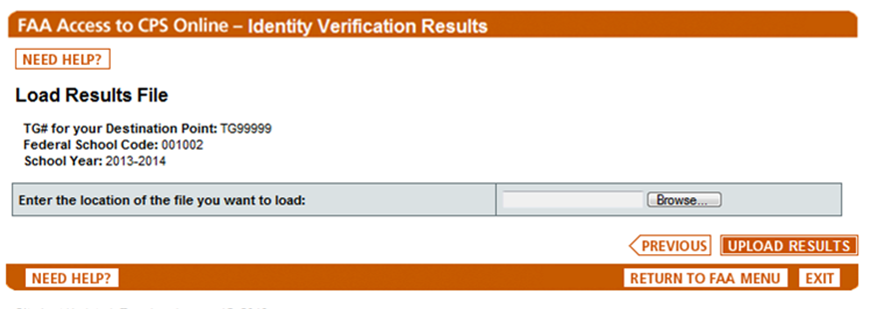 FAA Access to CPS Online – Identity Verification Results
NEED HELP?
Load Results File
TG# for your Destination Point: TG99999
Federal School Code: 001002
School Year: 2013-2014
Enter the location of the file you want to load: Browse...
PREVIOUS UPLOAD RESULTS
NEED HELP? RETURN TO FAA MENU EXIT